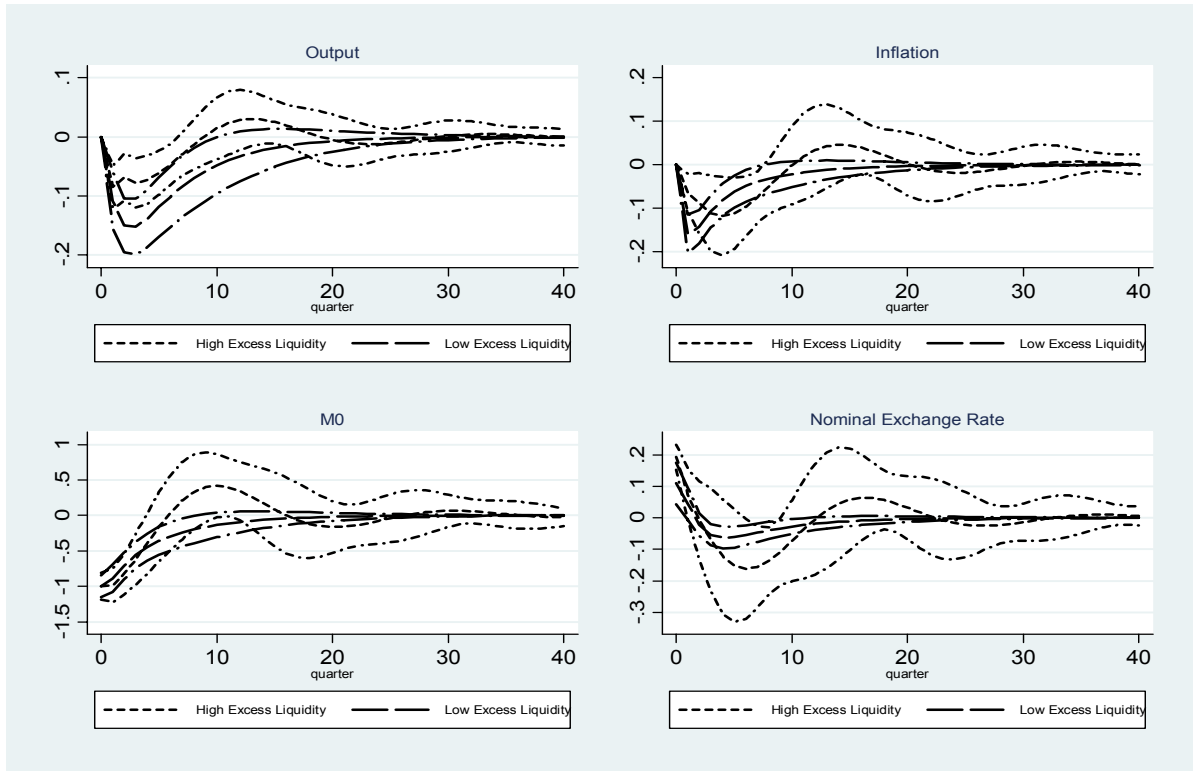 Output
.1
0
-.1
-.2
0 10 20 30 40
quarter
High Excess Liquidity Low Excess Liquidity
Inflation
.2
.1
0
-.1
-.2
0 10 20 30 40
quarter
High Excess Liquidity Low Excess Liquidity
M0
1
.5
0
-.5
-1
-1.5
0 10 20 30 40
quarter
High Excess Liquidity Low Excess Liquidity
Nominal Exchange Rate
.2
.1
0
-.1
-.2
-.3
0 10 20 30 40
quarter
High Excess Liquidity Low Excess Liquidity